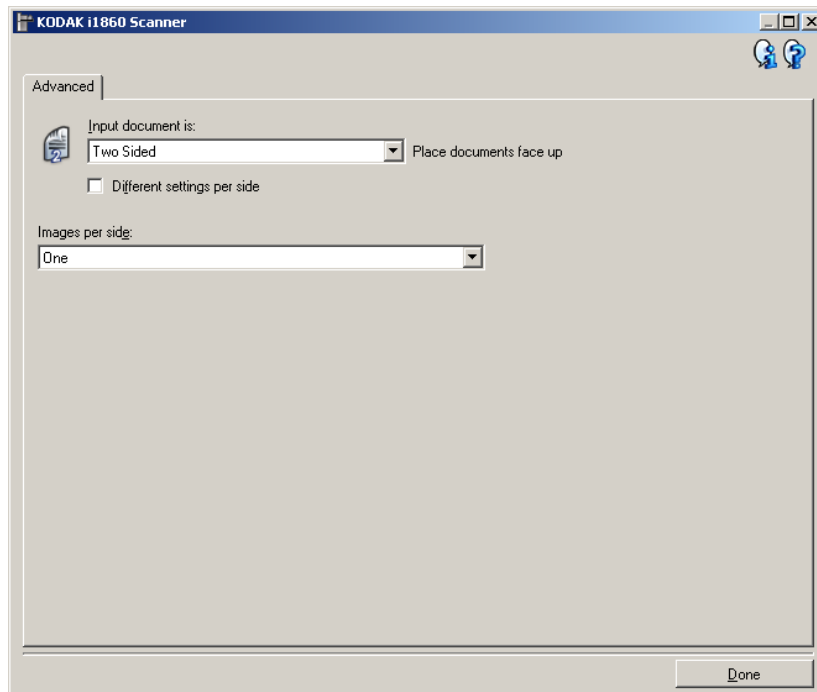 KODAK i1860 Scanner
Advanced
Input document is:
Two Sided
Place documents face up
Different settings per side
Images per side:
One
Done